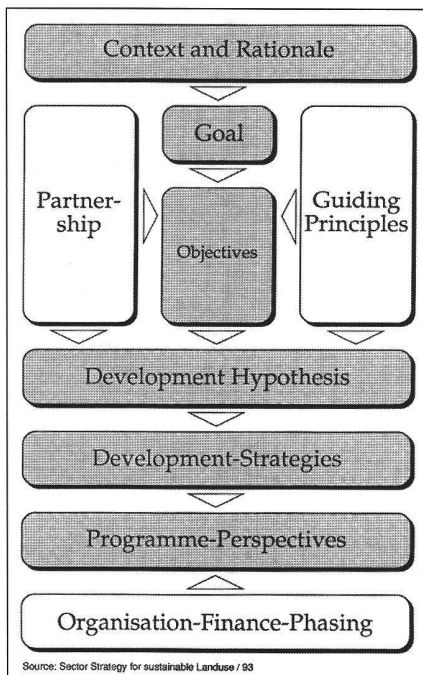 Context and Rationale
Goal
Partner-
ship
Objectives
Guiding
Principles
Development Hypothesis
Development-Strategies
Programme-Perspectives
Organisation-Finance-Phasing
Source: Sector Strategy for sustainable Landuse / 93